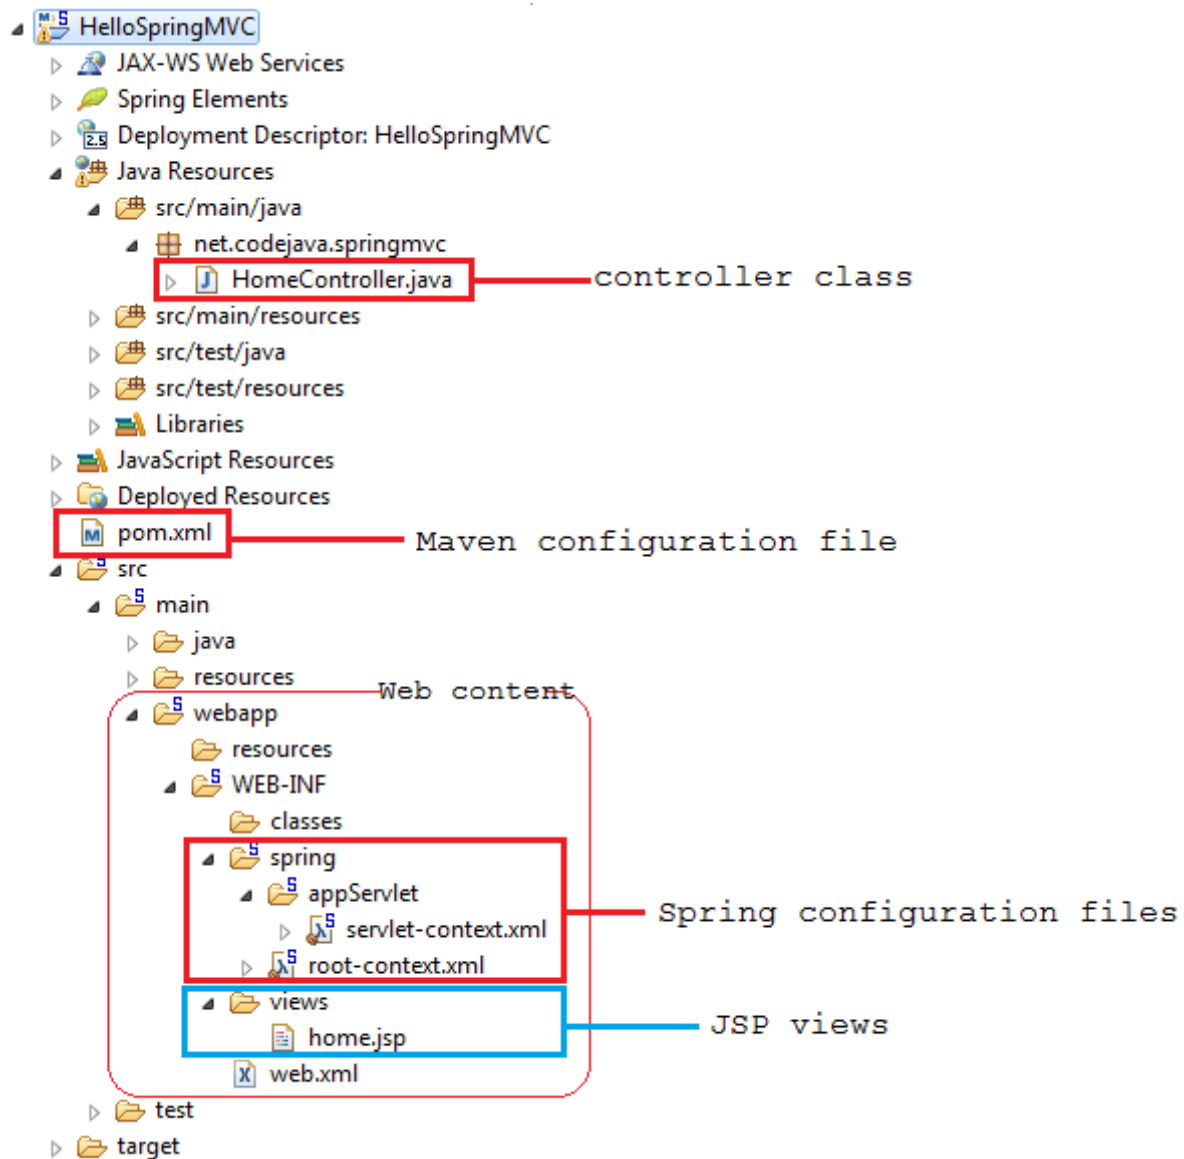 HelloSpringMVC
JAX-WS Web Services
Spring Elements
Deployment Descriptor: HelloSpringMVC
Java Resources
src/main/java
net.codejava.springmvc
HomeController.java controller class
src/main/resources
src/test/java
src/test/resources
Libraries
JavaScript Resources
Deployed Resources
pom.xml Maven configuration file
src
main
java
resources
Web content
webapp
resources
WEB-INF
classes
spring
appServlet
Spring configuration files
servlet-context.xml
root-context.xml
views
JSP views
home.jsp
web.xml
test
target